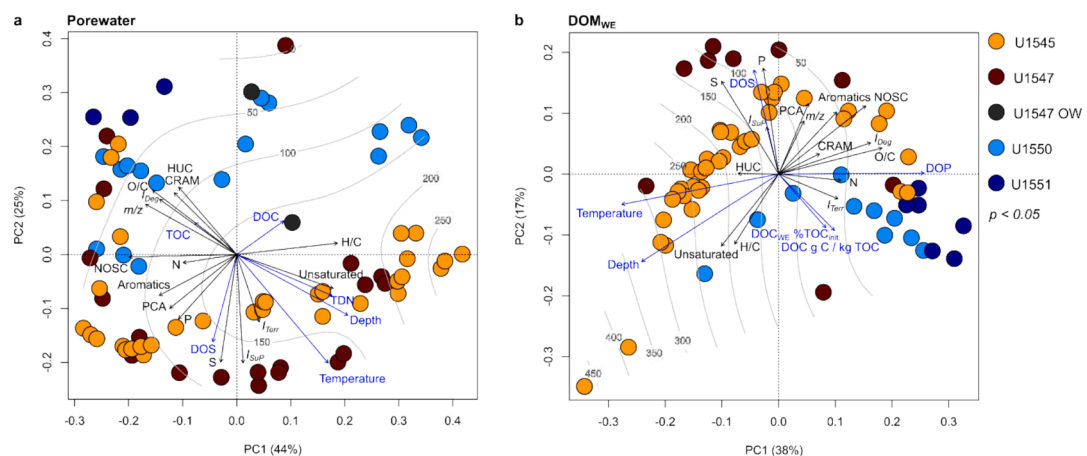 a Porewater
PC2 (25%)
0.4
0.3
0.2
0.1
0.0
-0.1
-0.2
50
100
200
250
150
HUC
CRAM
O/C
IDeg
m/z
TOC
DOC
H/C
NOSC
N
Aromatics
Unsaturated
TDN
Depth
PCA
P
ITerr
DOS
S
ISuP
Temperature
-0.3 -0.2 -0.1 0.0 0.1 0.2 0.3 0.4
PC1 (44%)
b DOMWE
0.2
0.1
0.0
-0.1
-0.2
-0.3
P
S
DOS
50
100
150
200
250
300
350
400
450
Aromatics NOSC
PCA
m/z
ISuP
IDeg
CRAM
O/C
HUC
DOP
N
ITerr
Temperature
DOCWE %TOCinit.
DOC g C / kg TOC
Unsaturated
H/C
Depth
-0.3 -0.2 -0.1 0.0 0.1 0.2 0.3
PC1 (38%)
PC2 (17%)
U1545
U1547
U1547 OW
U1550
U1551
p < 0.05